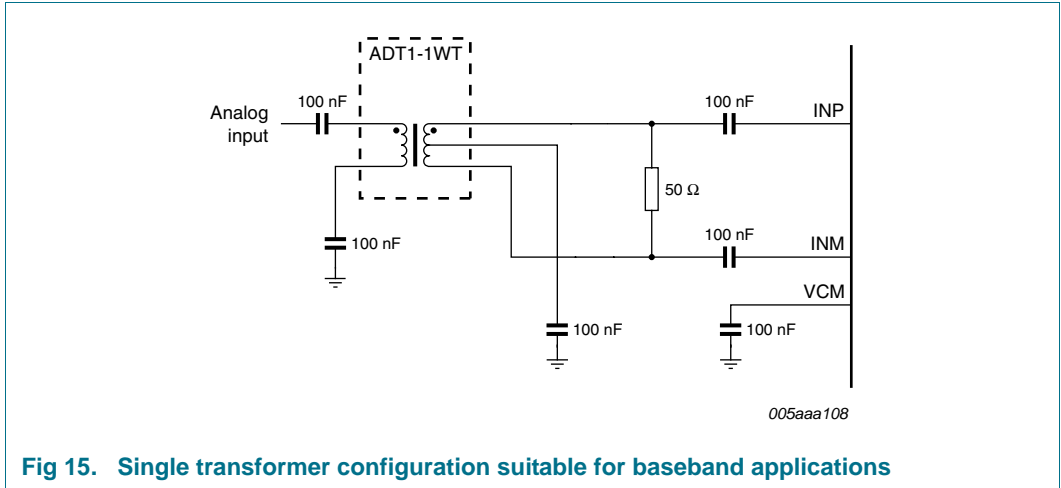 ADT1-1WT
100 nF
Analog
input
100 nF
100 nF
INP
50 Ω
100 nF
INM
VCM
100 nF
100 nF
005aaa108
Fig 15. Single transformer configuration suitable for baseband applications